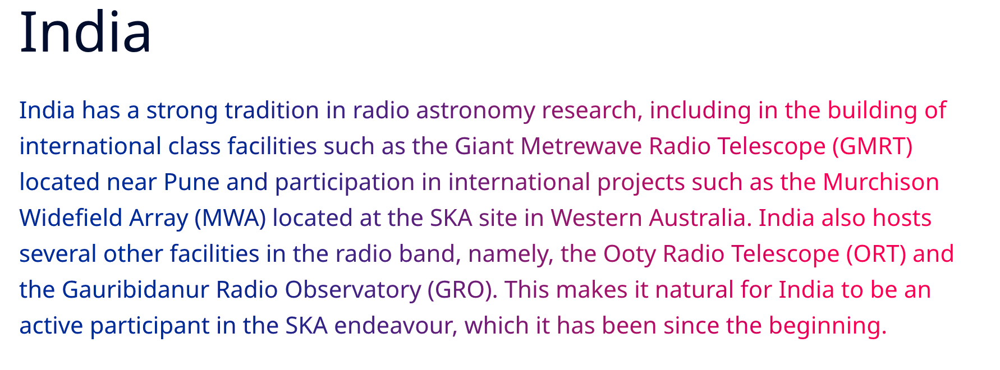 India
India has a strong tradition in radio astronomy research, including in the building of
international class facilities such as the Giant Metrewave Radio Telescope (GMRT)
located near Pune and participation in international projects such as the Murchison
Widefield Array (MWA) located at the SKA site in Western Australia. India also hosts
several other facilities in the radio band, namely, the Ooty Radio Telescope (ORT) and
the Gauribidanur Radio Observatory (GRO). This makes it natural for India to be an
active participant in the SKA endeavour, which it has been since the beginning.